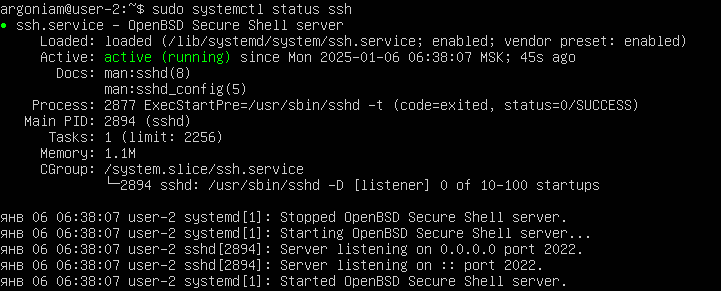 argoniam@user-2:~$ sudo systemctl status ssh
● ssh.service - OpenBSD Secure Shell server
     Loaded: loaded (/lib/systemd/system/ssh.service; enabled; vendor preset: enabled)
     Active: active (running) since Mon 2025-01-06 06:38:07 MSK; 45s ago
       Docs: man:sshd(8)
             man:sshd_config(5)
    Process: 2877 ExecStartPre=/usr/sbin/sshd -t (code=exited, status=0/SUCCESS)
   Main PID: 2894 (sshd)
      Tasks: 1 (limit: 2256)
     Memory: 1.1M
     CGroup: /system.slice/ssh.service
             └─2894 sshd: /usr/sbin/sshd -D [listener] 0 of 10-100 startups

янв 06 06:38:07 user-2 systemd[1]: Stopped OpenBSD Secure Shell server.
янв 06 06:38:07 user-2 systemd[1]: Starting OpenBSD Secure Shell server...
янв 06 06:38:07 user-2 sshd[2894]: Server listening on 0.0.0.0 port 2022.
янв 06 06:38:07 user-2 sshd[2894]: Server listening on :: port 2022.
янв 06 06:38:07 user-2 systemd[1]: Started OpenBSD Secure Shell server.